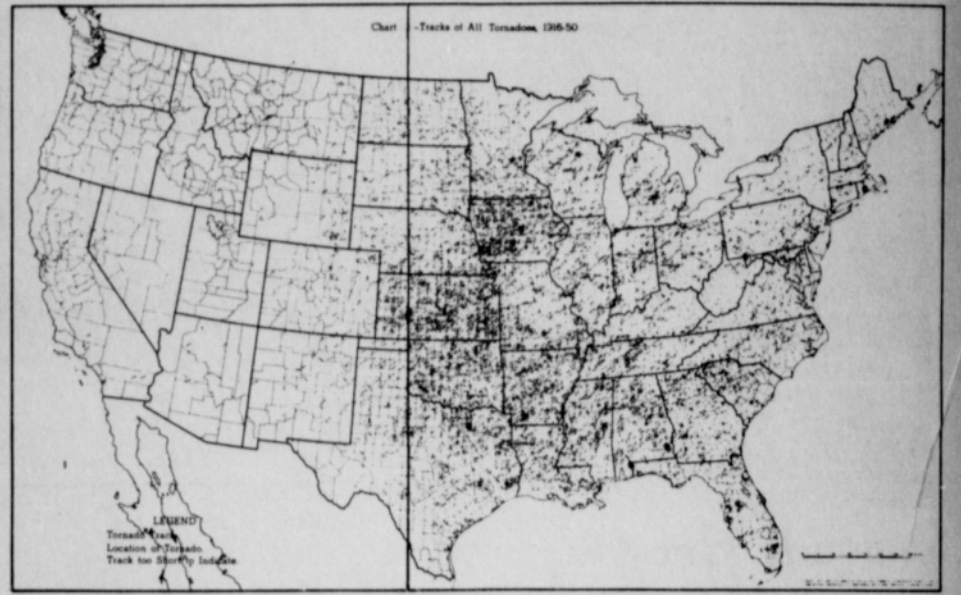 Chart -Tracks of All Tornadoes, 1916-50
LEGEND
Tornado Track
Location of Tornado
Track too Short to Indicate